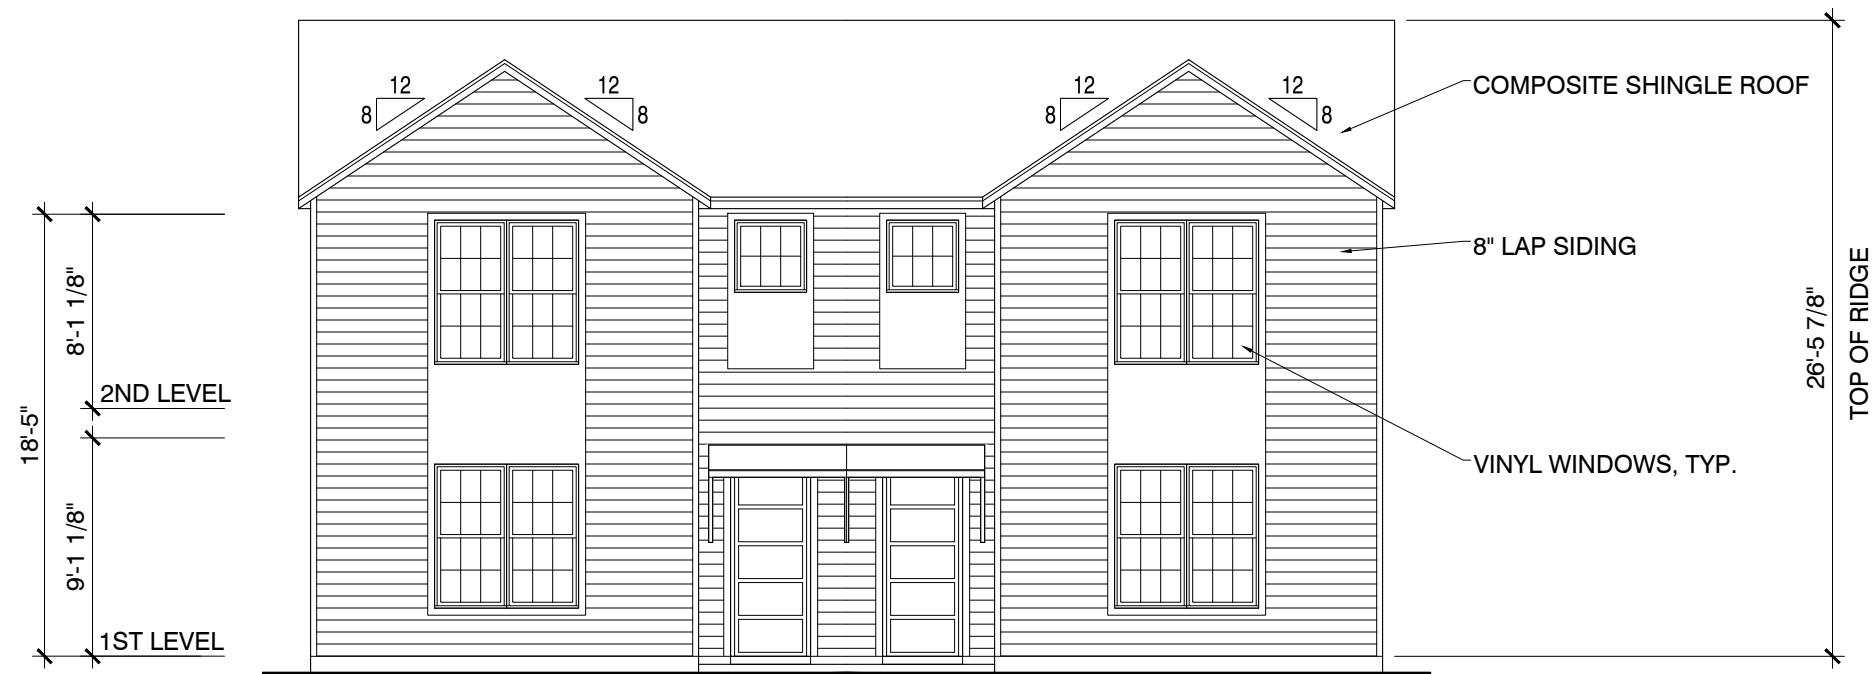 12
12
12
12
8
8
8
8
COMPOSITE SHINGLE ROOF
8" LAP SIDING
8'-1 1/8"
26'-5 7/8"
TOP OF RIDGE
2ND LEVEL
18'-5"
VINYL WINDOWS, TYP.
9'-1 1/8"
1ST LEVEL